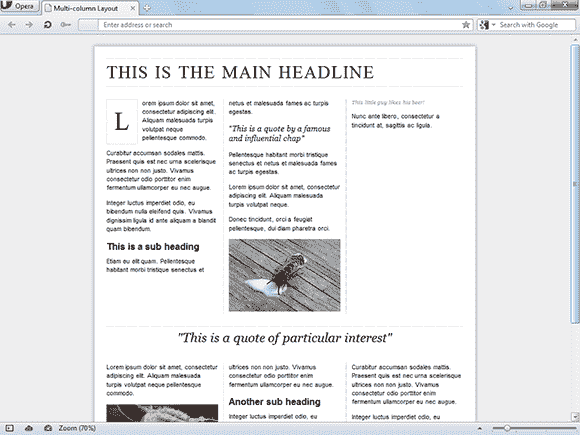 Opera
Multi-column Layout
Enter address or search
Search with Google
THIS IS THE MAIN HEADLINE
Lorem ipsum dolor sit amet,
consectetur adipiscing elit.
Aliquam malesuada turpis
volutpat neque
pellentesque commodo.
Curabitur accumsan sodales mattis.
Praesent quis est nec urna scelerisque
ultrices non non justo. Vivamus
consectetur odio porttitor enim
fermentum ullamcorper eu nec augue.
Integer luctus imperdiet odio, eu
bibendum nulla eleifend quis. Vivamus
dignissim ligula id ante aliquam a blandit
quam bibendum.
This is a sub heading
Etiam eu elit quam. Pellentesque
habitant morbi tristique senectus et
netus et malesuada fames ac turpis
egestas.
"This is a quote by a famous
and influential chap"
Pellentesque habitant morbi tristique
senectus et netus et malesuada fames ac
turpis egestas.
Lorem ipsum dolor sit amet, consectetur
adipiscing elit. Aliquam malesuada
turpis volutpat neque.
Donec tincidunt, orci a feugiat
pellentesque, dui diam pharetra orci.
This little guy likes his beer!
Nunc ante libero, consectetur a
tincidunt at, sagittis ac ligula.
"This is a quote of particular interest"
Lorem ipsum dolor sit amet, consectetur
adipiscing elit. Aliquam malesuada
turpis volutpat neque pellentesque
commodo.
ultrices non non justo. Vivamus
consectetur odio porttitor enim
fermentum ullamcorper eu nec augue.
Another sub heading
Integer luctus imperdiet odio, eu
Curabitur accumsan sodales mattis.
Praesent quis est nec urna scelerisque
ultrices non non justo. Vivamus
consectetur odio porttitor enim
fermentum ullamcorper eu nec augue.
Integer luctus imperdiet odio, eu
Zoom (70%)